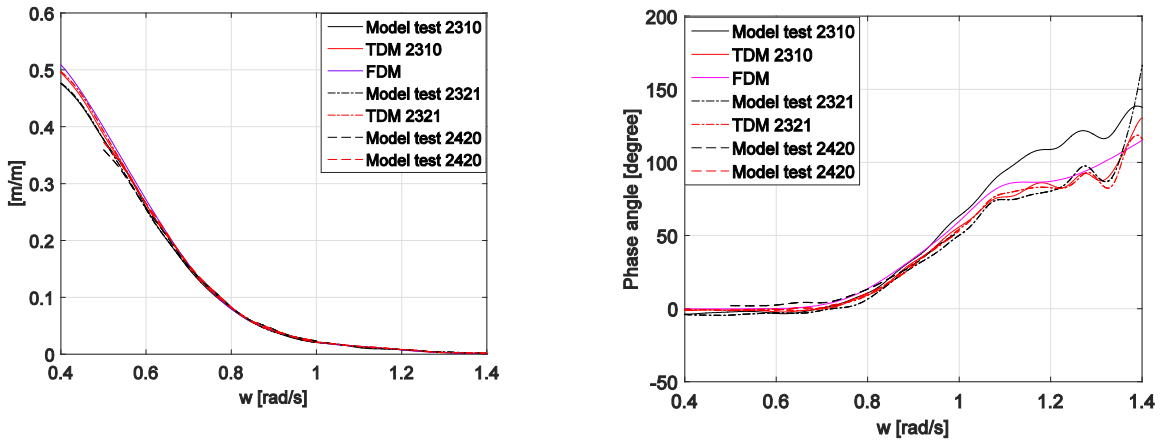 0.6
0.5
0.4
0.3
0.2
0.1
0
[m/m]
0.4
0.6
0.8
1
1.2
1.4
w [rad/s]
Model test 2310
TDM 2310
FDM
Model test 2321
TDM 2321
Model test 2420
Model test 2420
200
150
100
50
0
-50
Phase angle [degree]
0.4
0.6
0.8
1
1.2
1.4
w [rad/s]
Model test 2310
TDM 2310
FDM
Model test 2321
TDM 2321
Model test 2420
Model test 2420